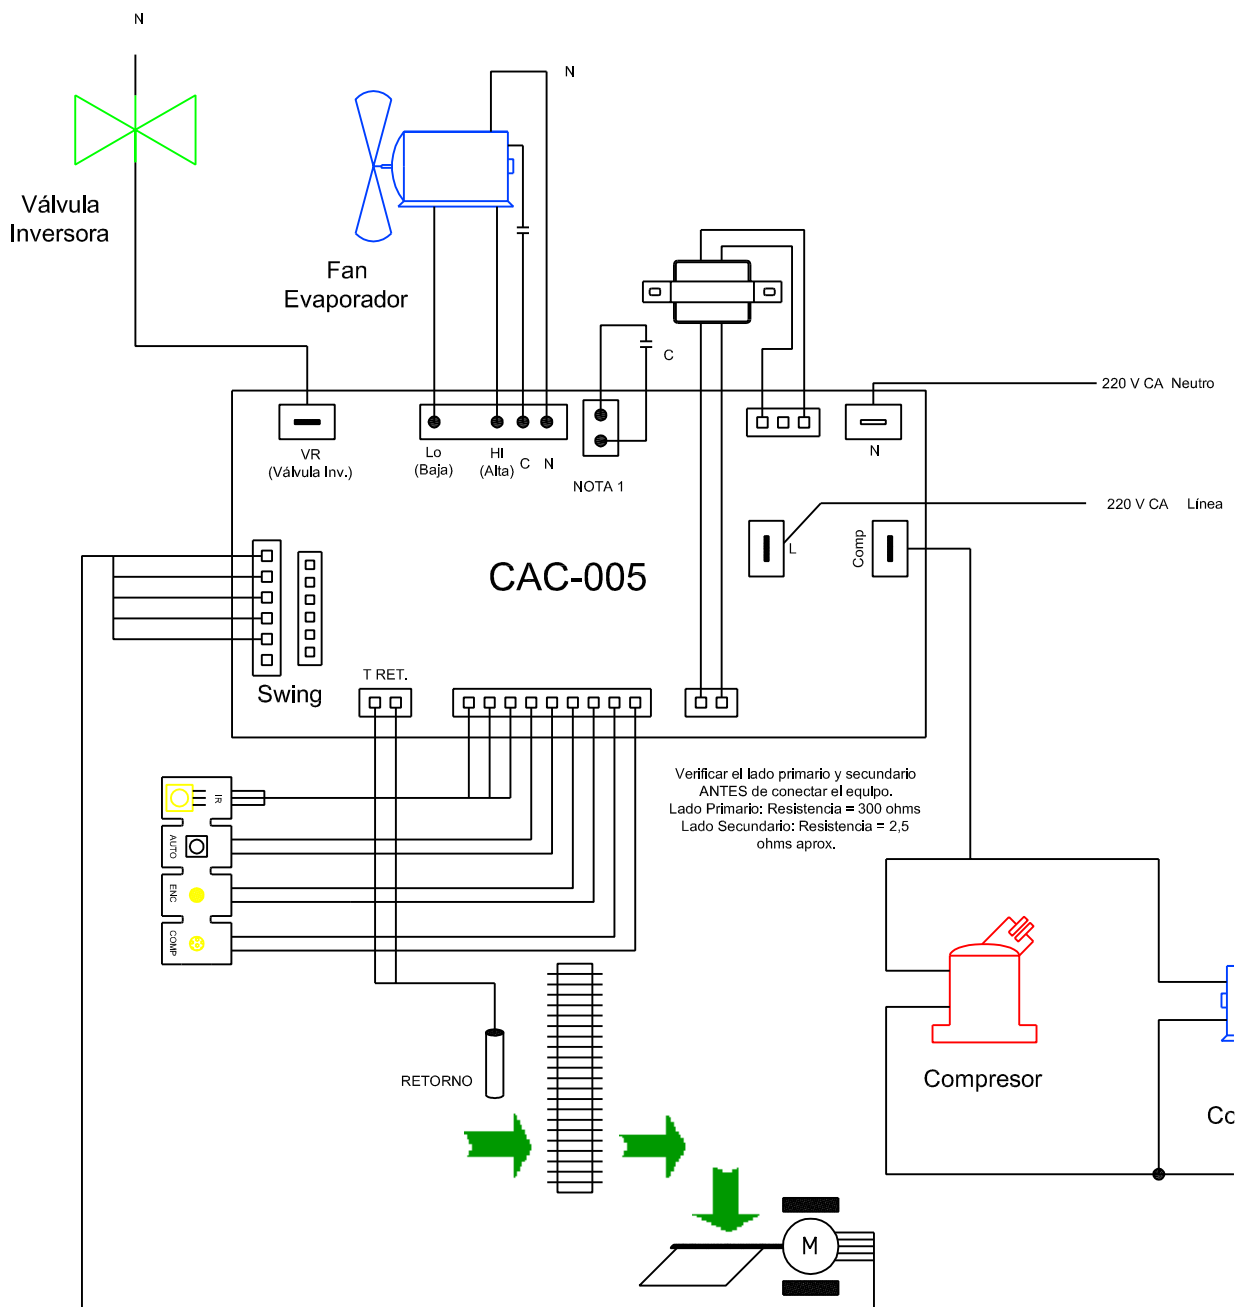 N
N
Válvula
Inversora
Fan
Evaporador
C
220 V CA Neutro
VR
(Válvula Inv.)
Lo
(Baja)
HI
(Alta)
C
N
N
NOTA 1
220 V CA Línea
L
Comp
CAC-005
Swing
T RET.
Verificar el lado primario y secundario
ANTES de conectar el equipo.
Lado Primario: Resistencia = 300 ohms
Lado Secundario: Resistencia = 2,5
ohms aprox.
IR
AUTO
ENC
COMP
RETORNO
Compresor
Co
M